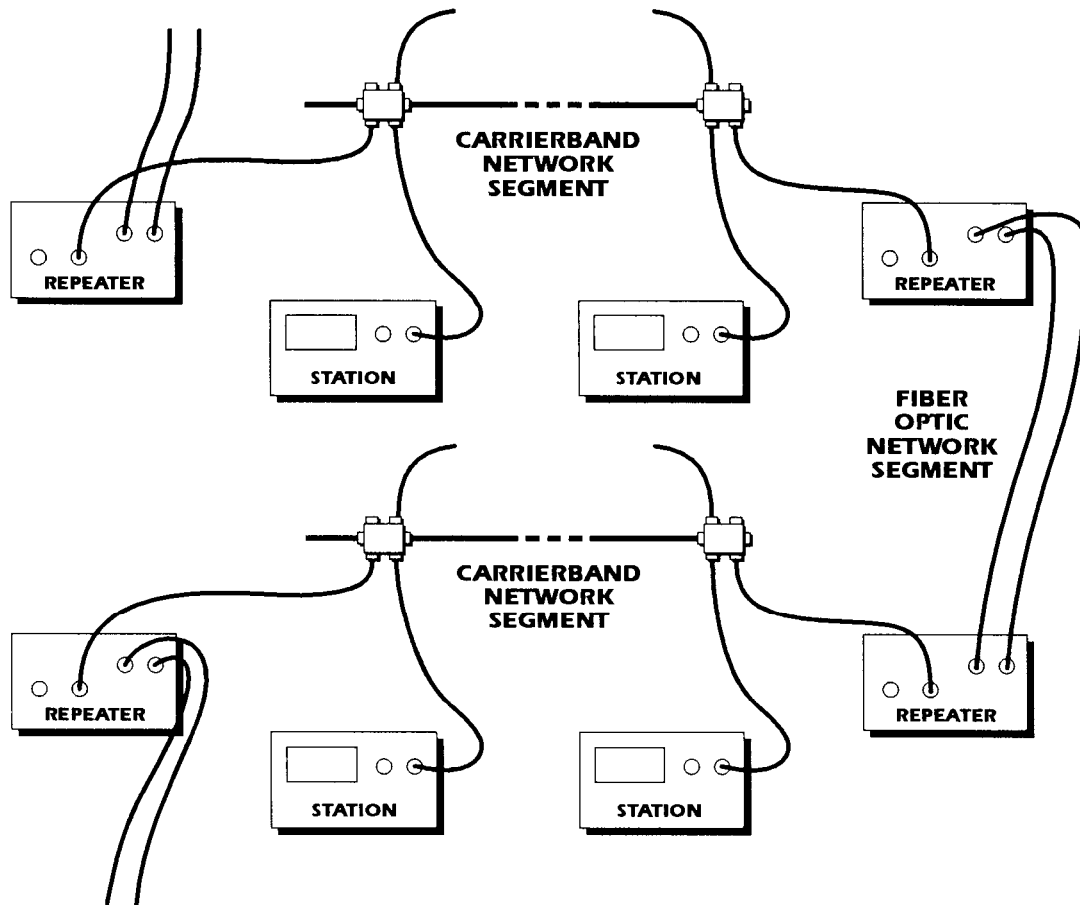 CARRIERBAND
NETWORK
SEGMENT
REPEATER
REPEATER
STATION
STATION
FIBER
OPTIC
NETWORK
SEGMENT
CARRIERBAND
NETWORK
SEGMENT
REPEATER
REPEATER
STATION
STATION